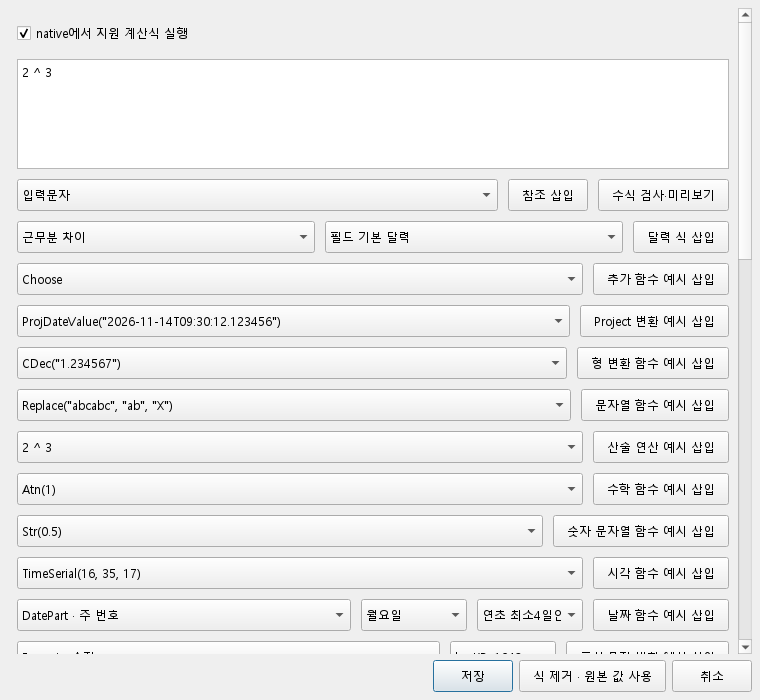 native에서 지원 계산식 실행
2 ^ 3
입력문자 참조 삽입 수식 검사·미리보기
근무분 차이 필드 기본 달력 달력 식 삽입
Choose 추가 함수 예시 삽입
ProjDateValue("2026-11-14T09:30:12.123456") Project 변환 예시 삽입
CDec("1.234567") 형 변환 함수 예시 삽입
Replace("abcabc", "ab", "X") 문자열 함수 예시 삽입
2 ^ 3 산술 연산 예시 삽입
Atn(1) 수학 함수 예시 삽입
Str(0.5) 숫자 문자열 함수 예시 삽입
TimeSerial(16, 35, 17) 시각 함수 예시 삽입
DatePart · 주 번호 월요일 연초 최소4일인 날짜 함수 예시 삽입
저장 식 제거 · 원본 값 사용 취소